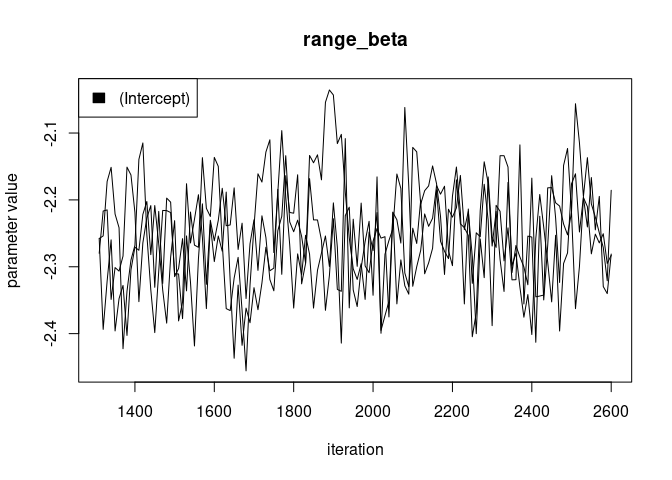 range_beta
(Intercept)
parameter value
-2.1
-2.2
-2.3
-2.4
1400 1600 1800 2000 2200 2400 2600
iteration